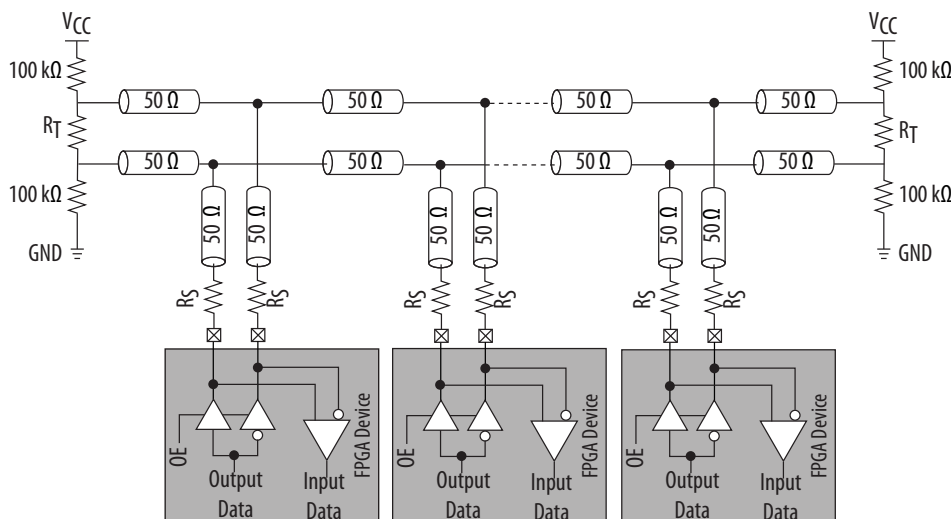 VCC
VCC
100 kΩ
100 kΩ
50 Ω
50 Ω
50 Ω
50 Ω
RT
RT
50 Ω
50 Ω
50 Ω
50 Ω
100 kΩ
100 kΩ
50 Ω
50 Ω
50 Ω
50 Ω
50 Ω
50 Ω
GND
GND
RS
RS
RS
RS
RS
RS
OE
FPGA Device
OE
FPGA Device
OE
FPGA Device
Output
Data
Input
Data
Output
Data
Input
Data
Output
Data
Input
Data